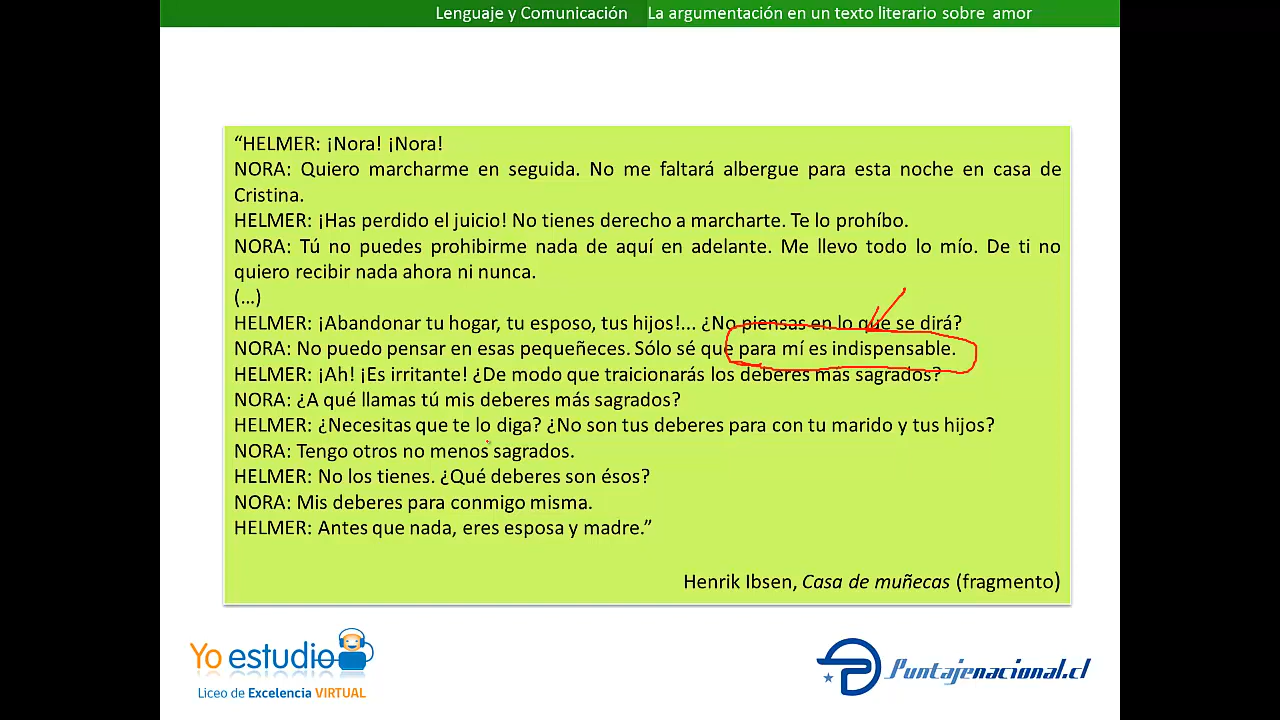 Lenguaje y Comunicación La argumentación en un texto literario sobre amor
“HELMER: ¡Nora! ¡Nora!
NORA: Quiero marcharme en seguida. No me faltará albergue para esta noche en casa de
Cristina.
HELMER: ¡Has perdido el juicio! No tienes derecho a marcharte. Te lo prohíbo.
NORA: Tú no puedes prohibirme nada de aquí en adelante. Me llevo todo lo mío. De ti no
quiero recibir nada ahora ni nunca.
(…)
HELMER: ¡Abandonar tu hogar, tu esposo, tus hijos!... ¿No piensas en lo que se dirá?
NORA: No puedo pensar en esas pequeñeces. Sólo sé que para mí es indispensable.
HELMER: ¡Ah! ¡Es irritante! ¿De modo que traicionarás los deberes más sagrados?
NORA: ¿A qué llamas tú mis deberes más sagrados?
HELMER: ¿Necesitas que te lo diga? ¿No son tus deberes para con tu marido y tus hijos?
NORA: Tengo otros no menos sagrados.
HELMER: No los tienes. ¿Qué deberes son ésos?
NORA: Mis deberes para conmigo misma.
HELMER: Antes que nada, eres esposa y madre.”
Henrik Ibsen, Casa de muñecas (fragmento)
Yo estudio
Liceo de Excelencia VIRTUAL
Puntajenacional.cl